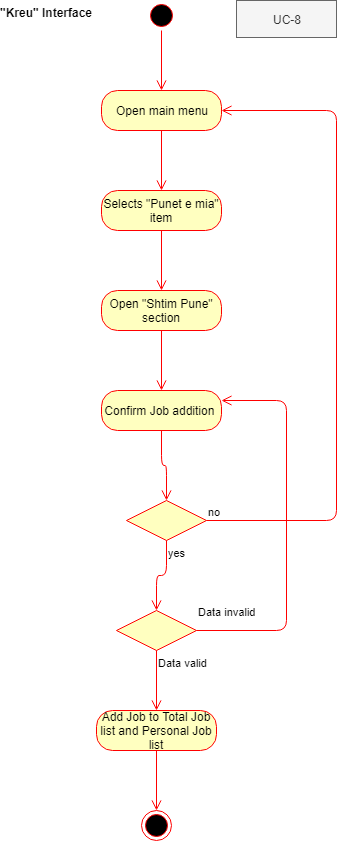 "Kreu" Interface
UC-8
Open main menu
Selects "Punet e mia"
item
Open "Shtim Pune"
section
Confirm Job addition
no
yes
Data invalid
Data valid
Add Job to Total Job
list and Personal Job
list